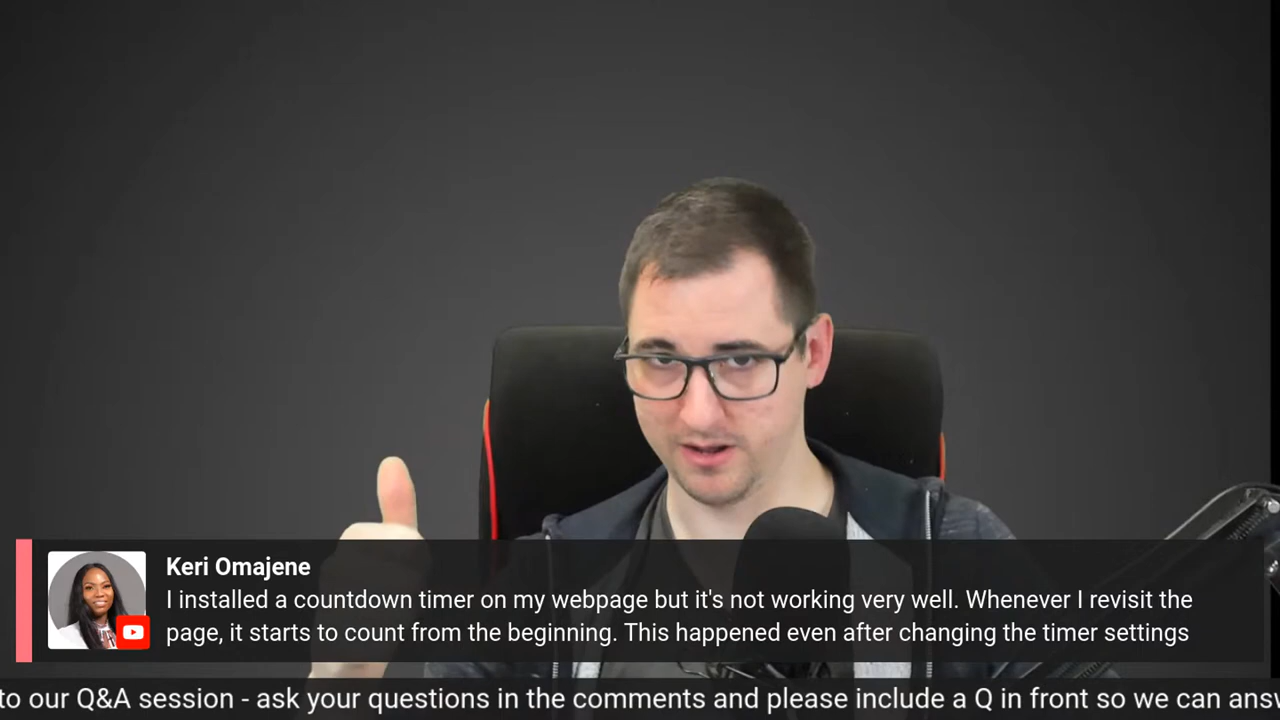 Keri Omajene
I installed a countdown timer on my webpage but it's not working very well. Whenever I revisit the
page, it starts to count from the beginning. This happened even after changing the timer settings
to our Q&A session - ask your questions in the comments and please include a Q in front so we can